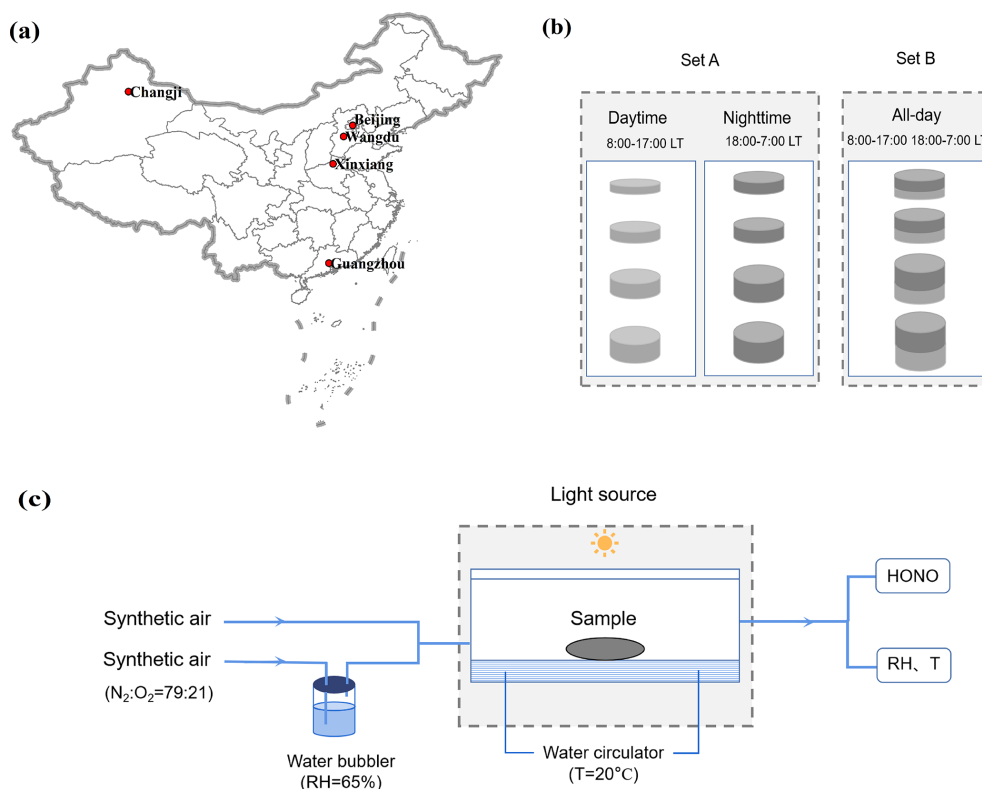 (a)
Changji
Beijing
Wangdu
Xinxiang
Guangzhou
(b)
Set A
Set B
Daytime
8:00-17:00 LT
Nighttime
18:00-7:00 LT
All-day
8:00-17:00 18:00-7:00 LT
(c)
Light source
Synthetic air
Synthetic air
(N₂:O₂=79:21)
Water bubbler
(RH=65%)
Sample
Water circulator
(T=20°C)
HONO
RH、T